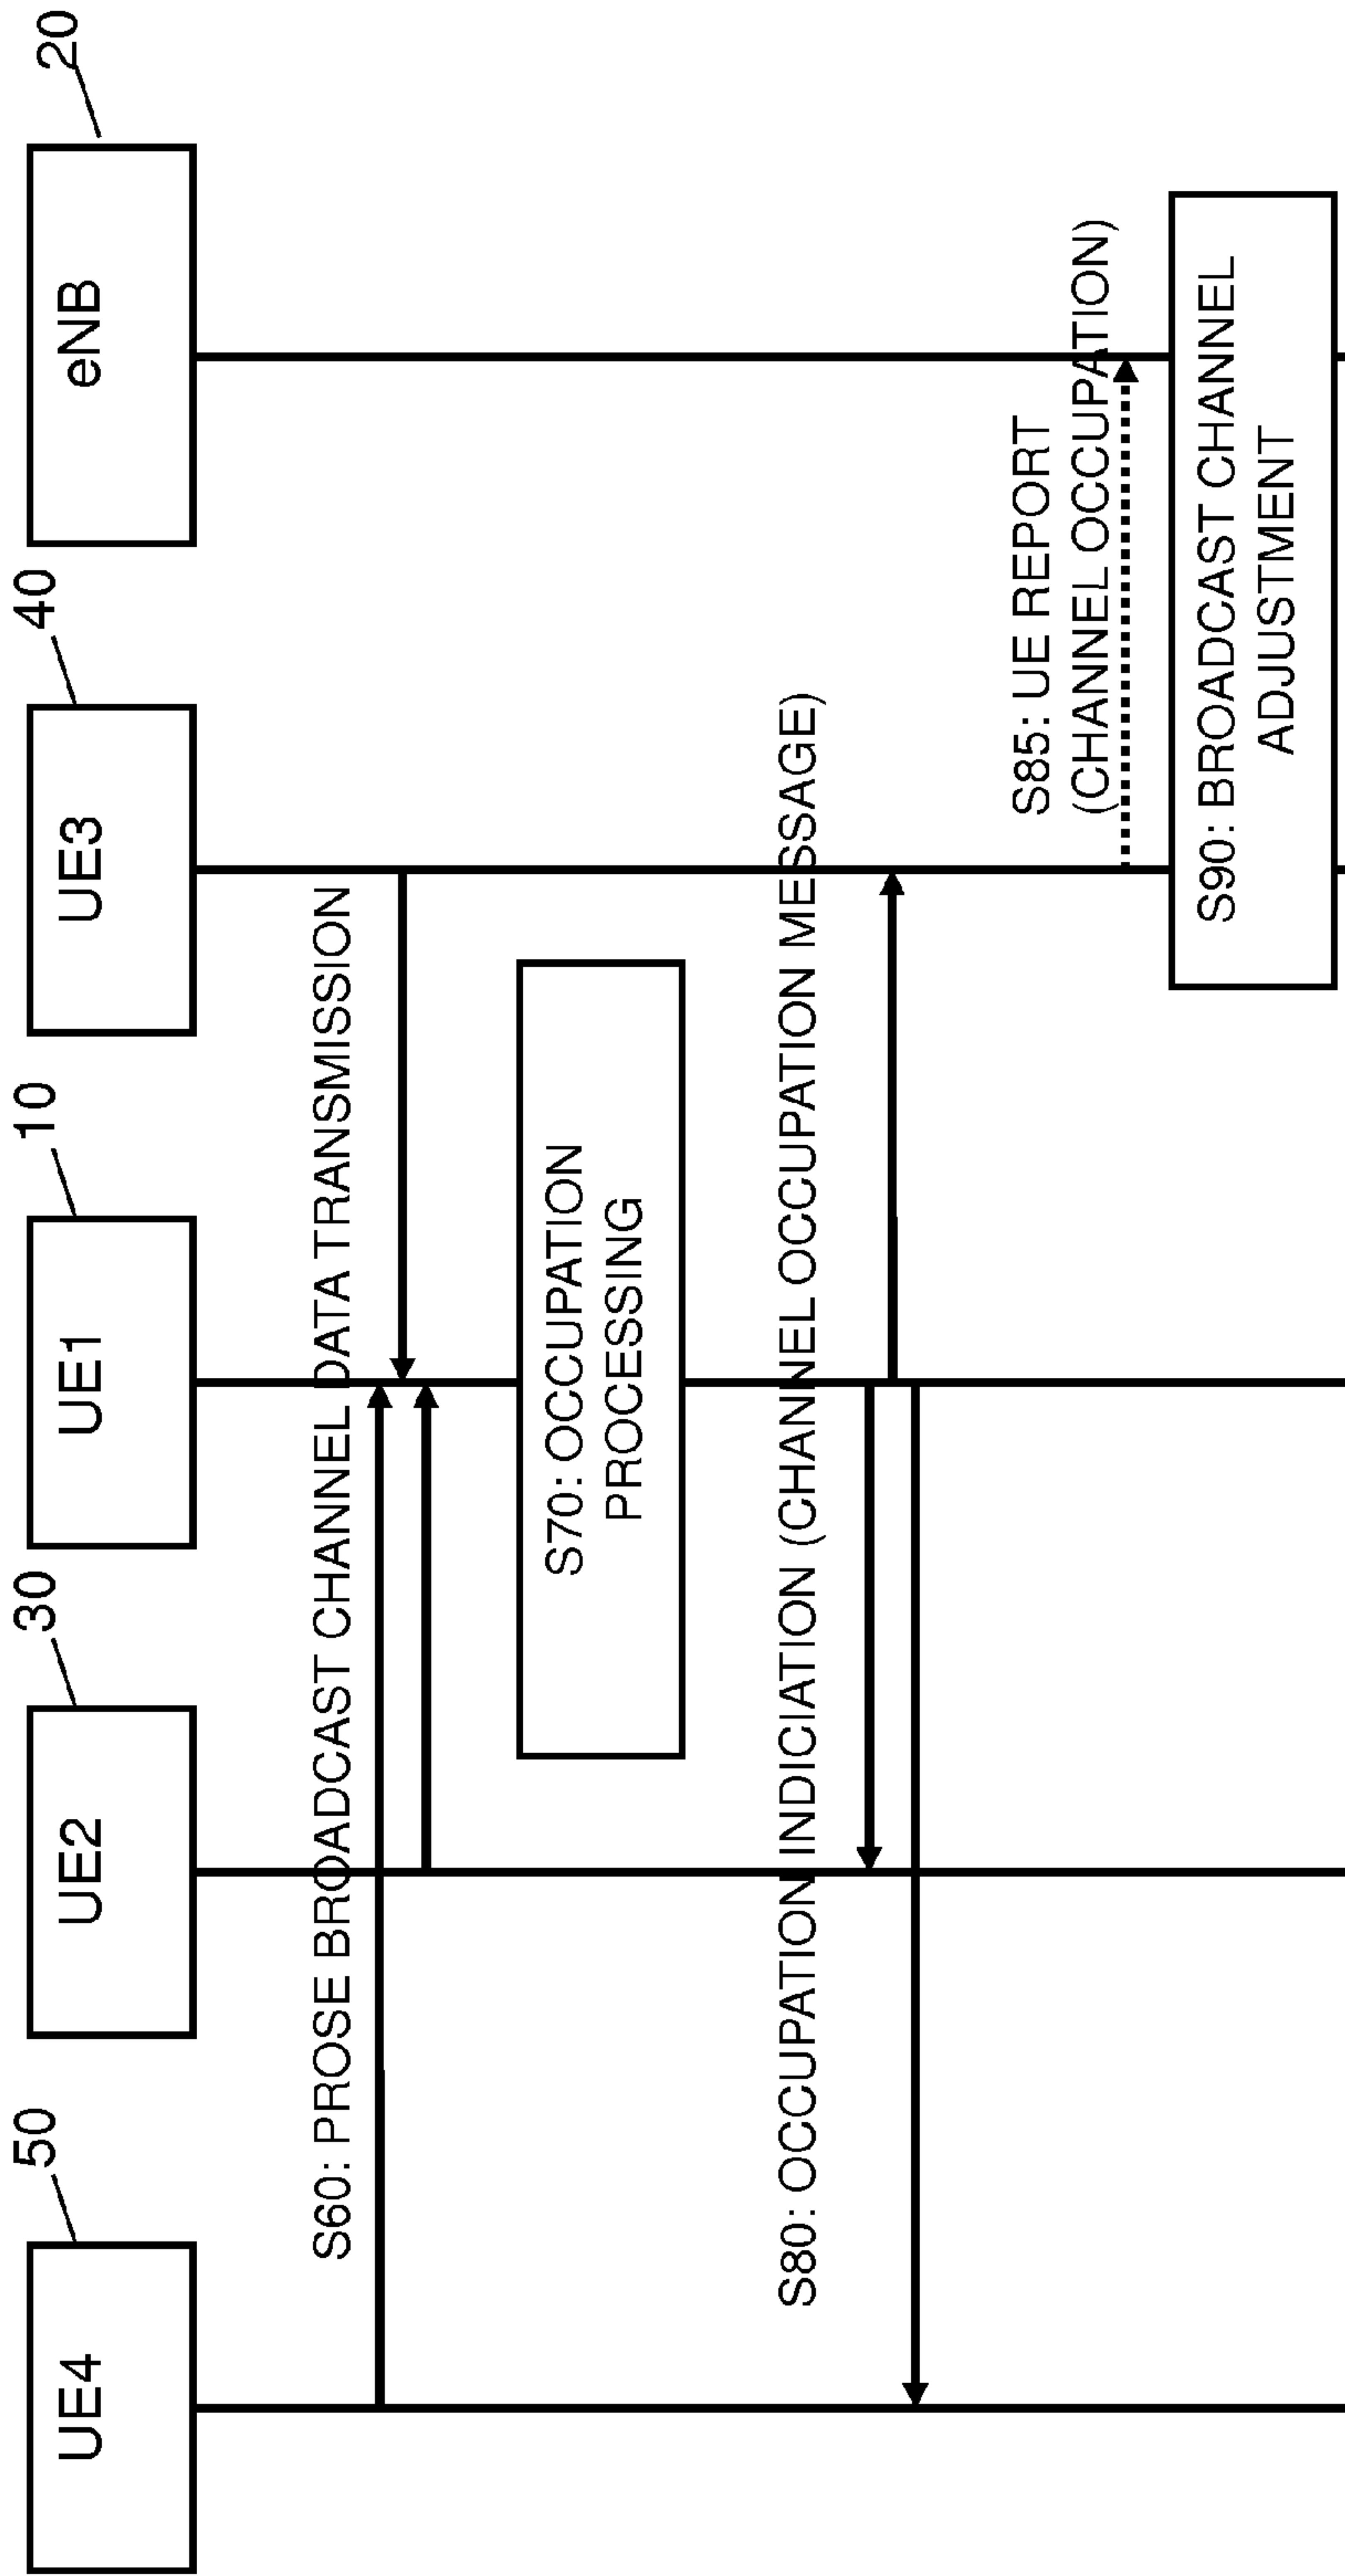 50
30
10
40
20
UE4
UE2
UE1
UE3
eNB
S60: PROSE BROADCAST CHANNEL DATA TRANSMISSION
S70: OCCUPATION
PROCESSING
S80: OCCUPATION INDICIATION (CHANNEL OCCUPATION MESSAGE)
S85: UE REPORT
(CHANNEL OCCUPATION)
S90: BROADCAST CHANNEL
ADJUSTMENT